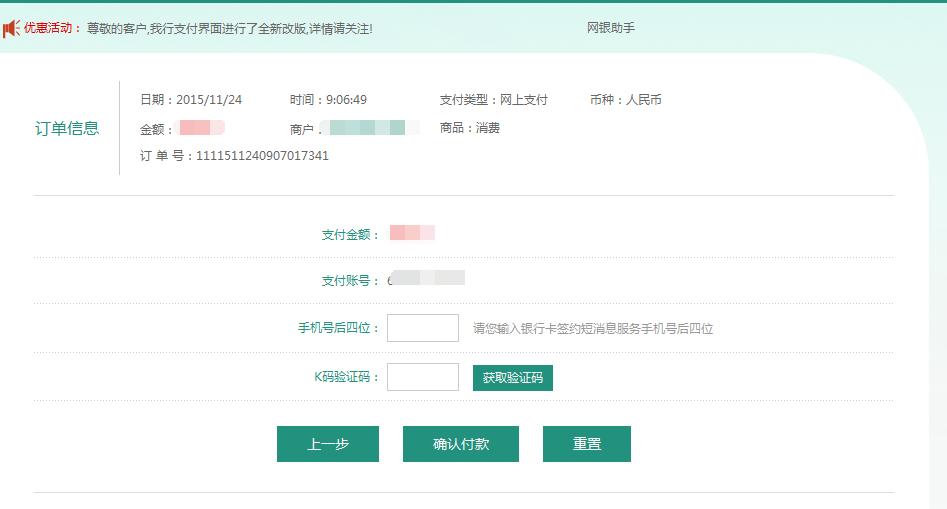 优惠活动： 尊敬的客户,我行支付界面进行了全新改版,详情请关注! 网银助手
日期：2015/11/24 时间：9:06:49 支付类型：网上支付 币种：人民币
订单信息
金额： 商户： 商品：消费
订 单 号：1111511240907017341
支付金额：
支付账号： 6
手机号后四位： 请您输入银行卡签约短消息服务手机号后四位
K码验证码： 获取验证码
上一步 确认付款 重置